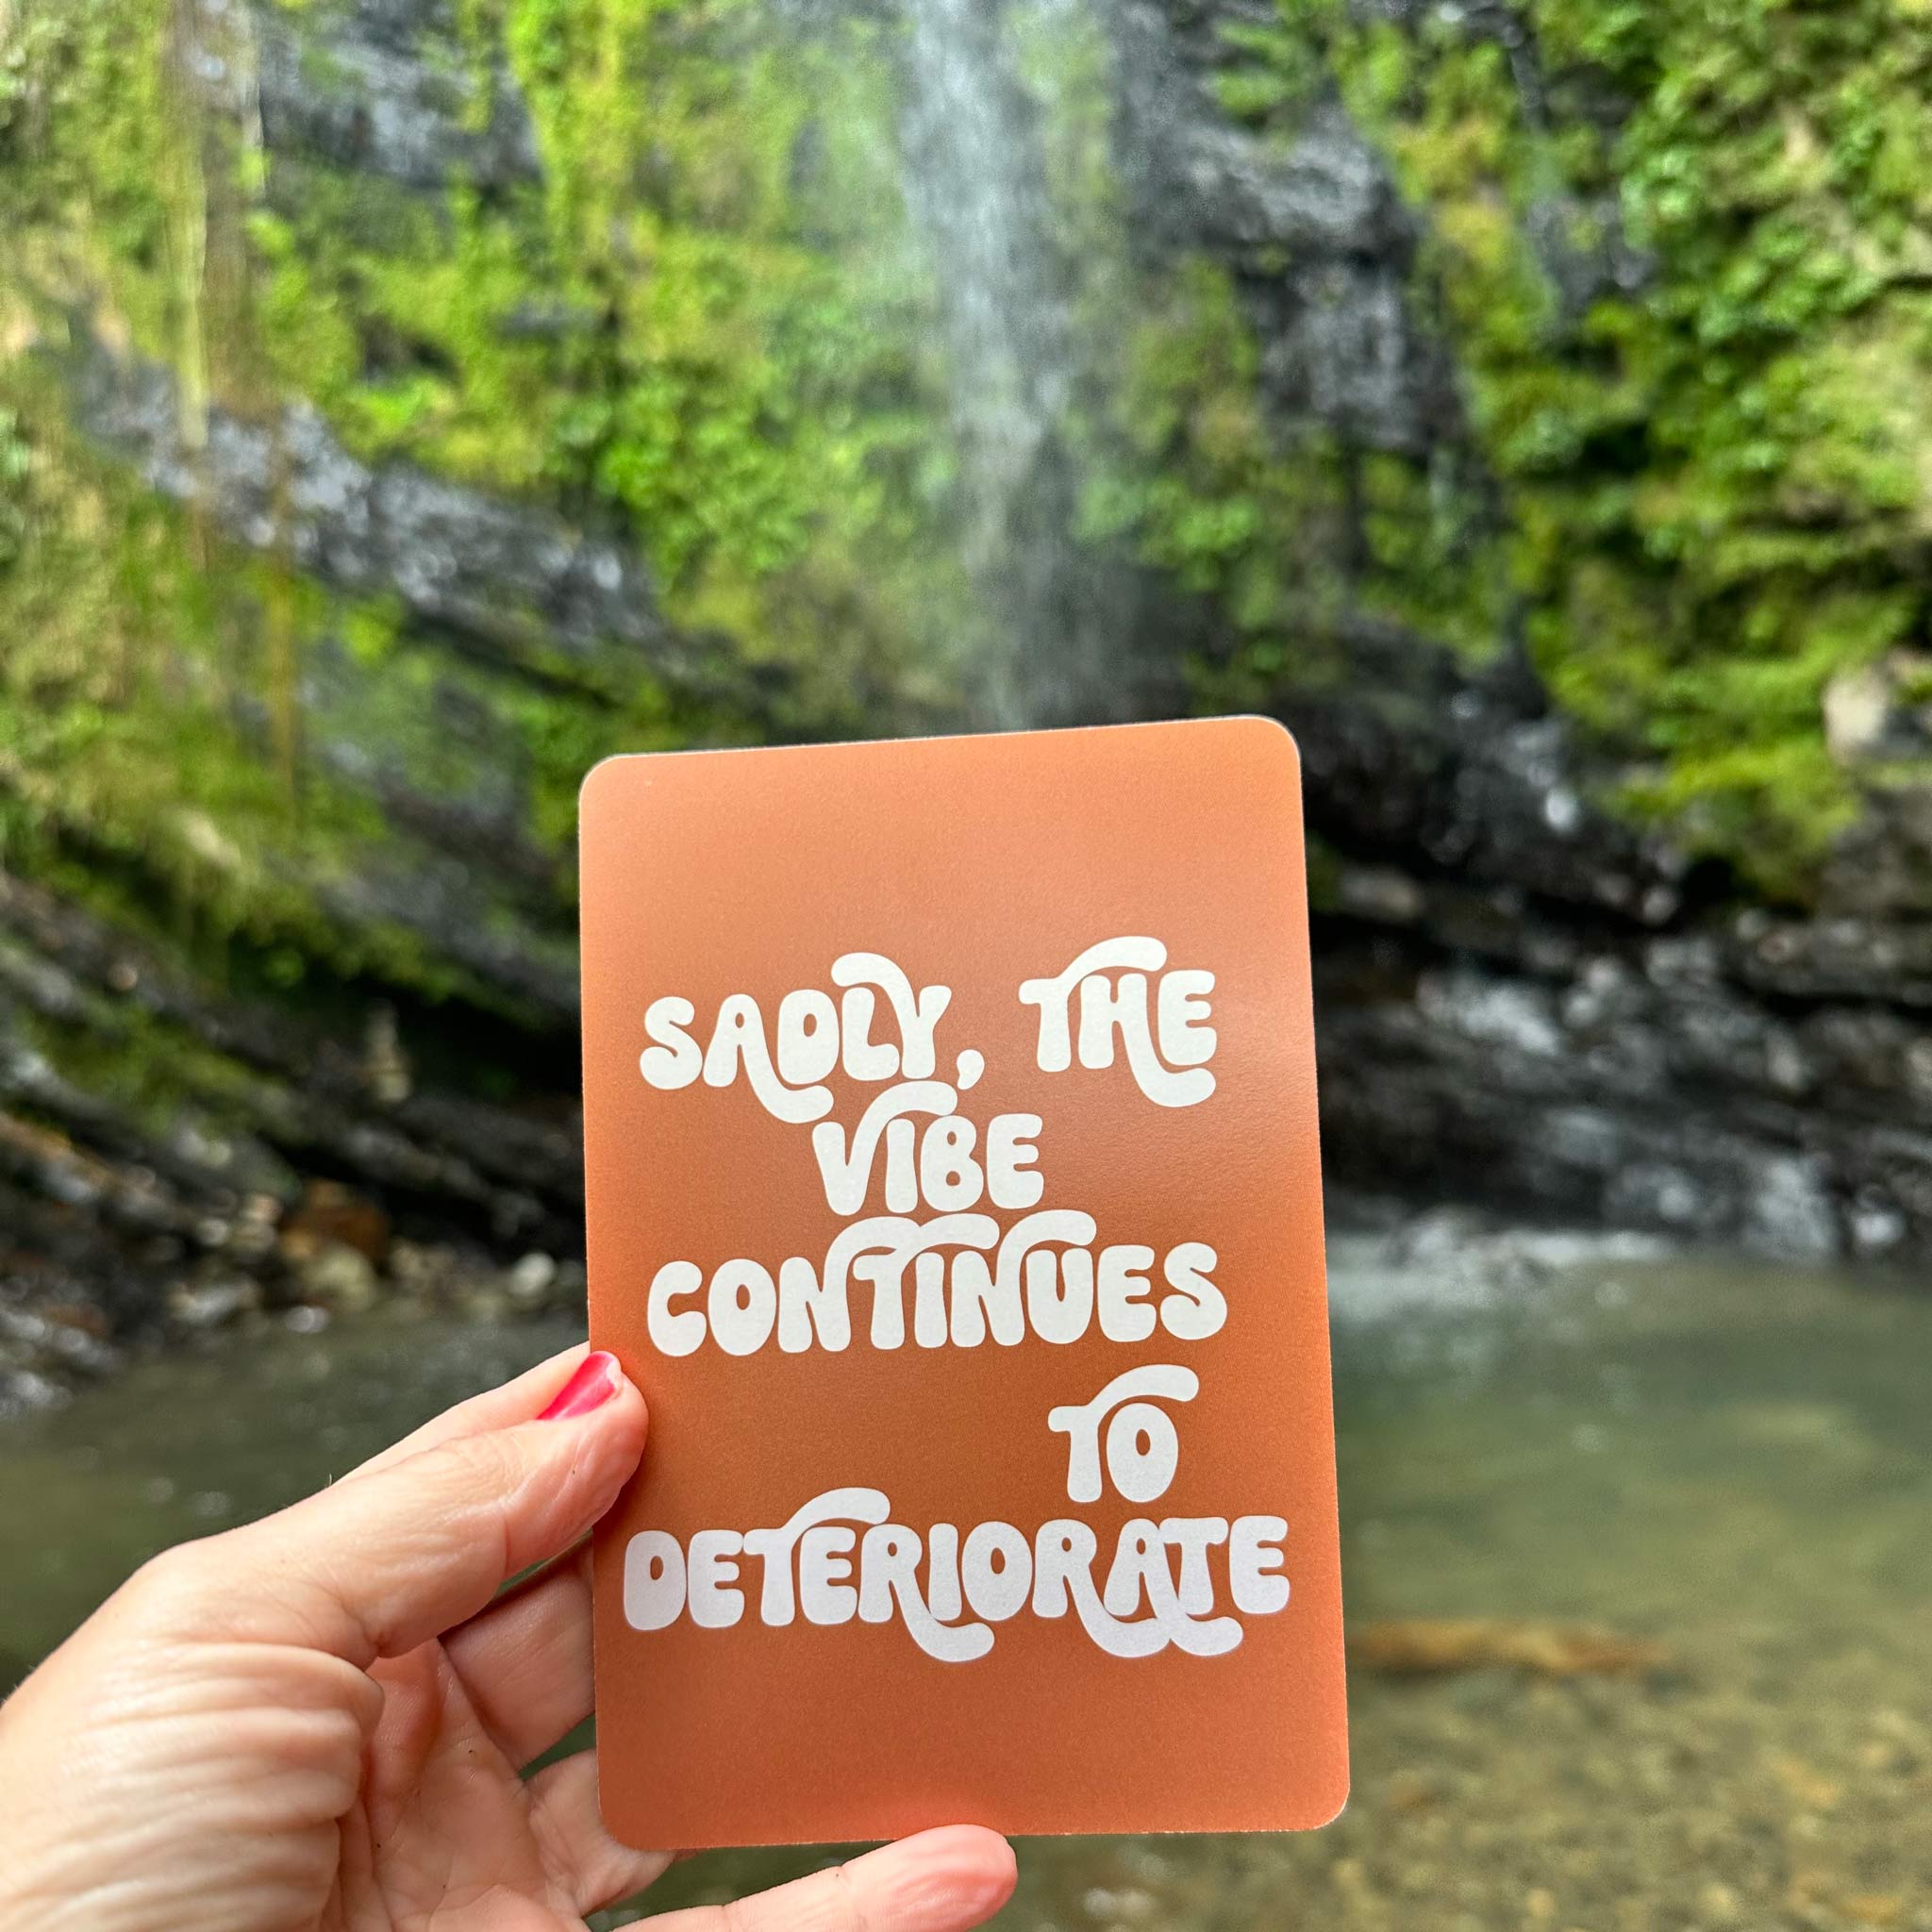 SADLY, THE
VIBE
CONTINUES
TO
DETERIORATE